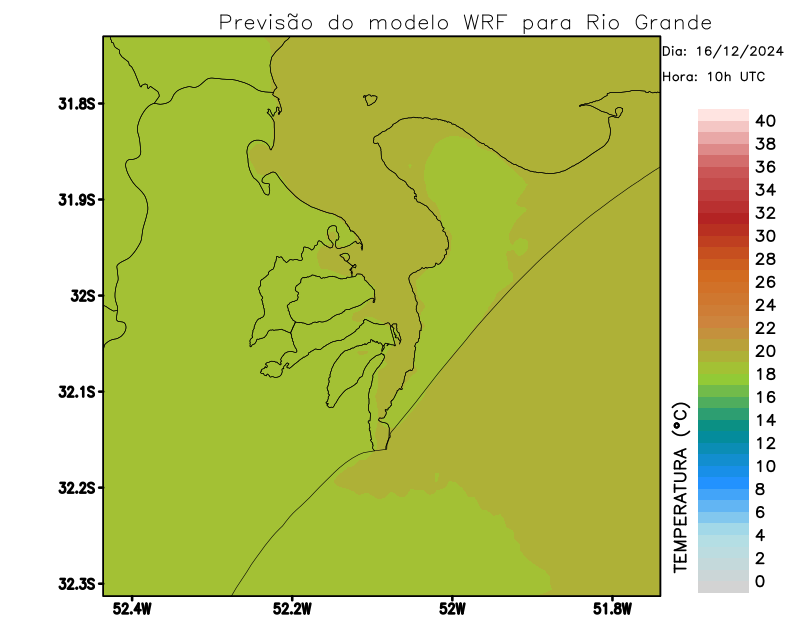 Previsão do modelo WRF para Rio Grande
Dia: 16/12/2024
Hora: 10h UTC
31.8S
31.9S
32S
32.1S
32.2S
32.3S
52.4W
52.2W
52W
51.8W
TEMPERATURA (°C)
40
38
36
34
32
30
28
26
24
22
20
18
16
14
12
10
8
6
4
2
0